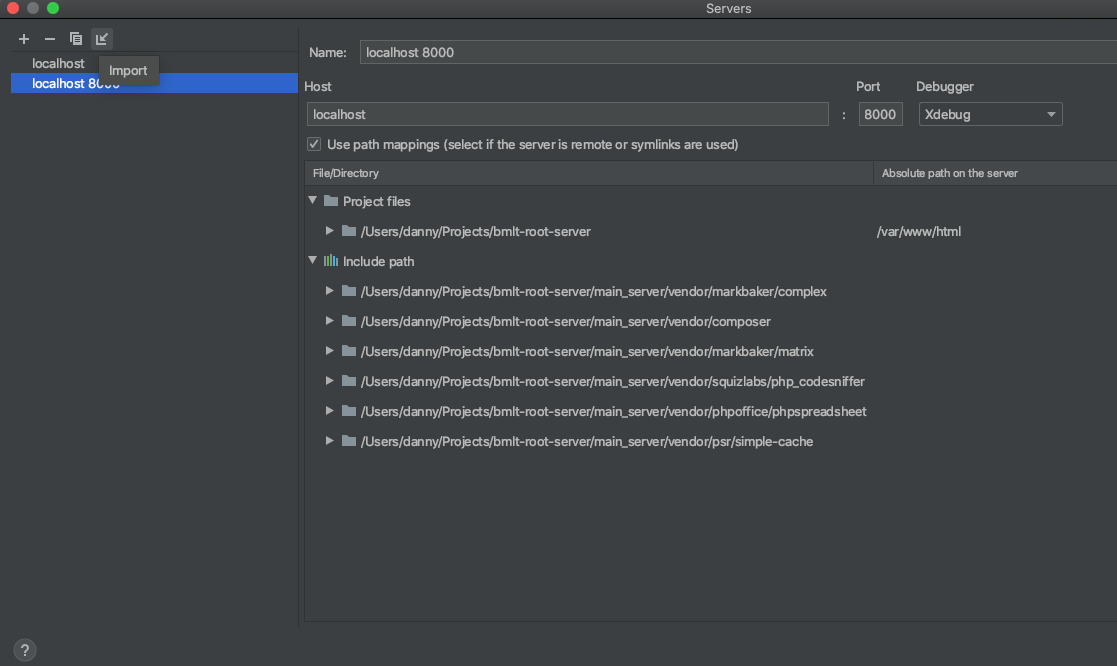 Servers
localhost
Import
localhost 8000
Name: localhost 8000
Host Port Debugger
localhost : 8000 Xdebug
Use path mappings (select if the server is remote or symlinks are used)
File/Directory Absolute path on the server
Project files
/Users/danny/Projects/bmlt-root-server /var/www/html
Include path
/Users/danny/Projects/bmlt-root-server/main_server/vendor/markbaker/complex
/Users/danny/Projects/bmlt-root-server/main_server/vendor/composer
/Users/danny/Projects/bmlt-root-server/main_server/vendor/markbaker/matrix
/Users/danny/Projects/bmlt-root-server/main_server/vendor/squizlabs/php_codesniffer
/Users/danny/Projects/bmlt-root-server/main_server/vendor/phpoffice/phpspreadsheet
/Users/danny/Projects/bmlt-root-server/main_server/vendor/psr/simple-cache
?